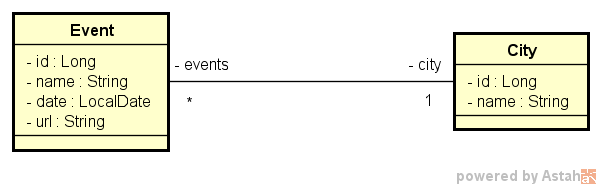 Event
- id : Long
- name : String
- date : LocalDate
- url : String
- events
*
- city
1
City
- id : Long
- name : String
powered by Astah